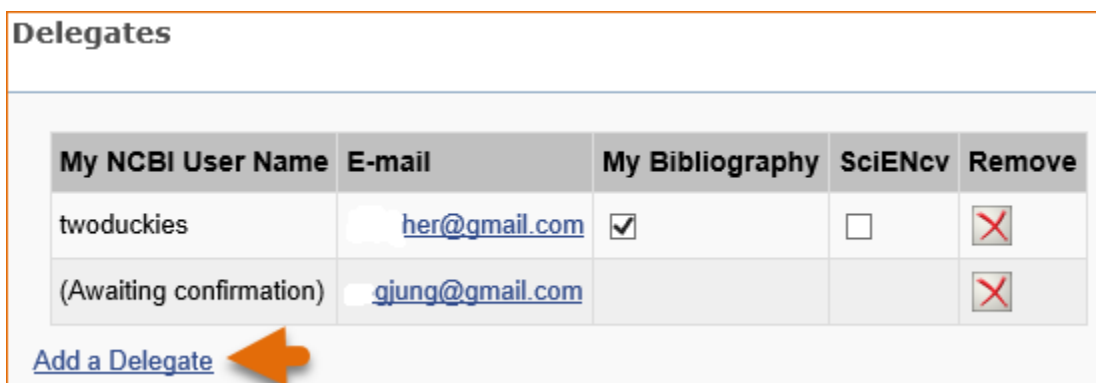 Delegates
My NCBI User Name E-mail My Bibliography SciENcv Remove
twoduckies her@gmail.com
(Awaiting confirmation) gjung@gmail.com
Add a Delegate